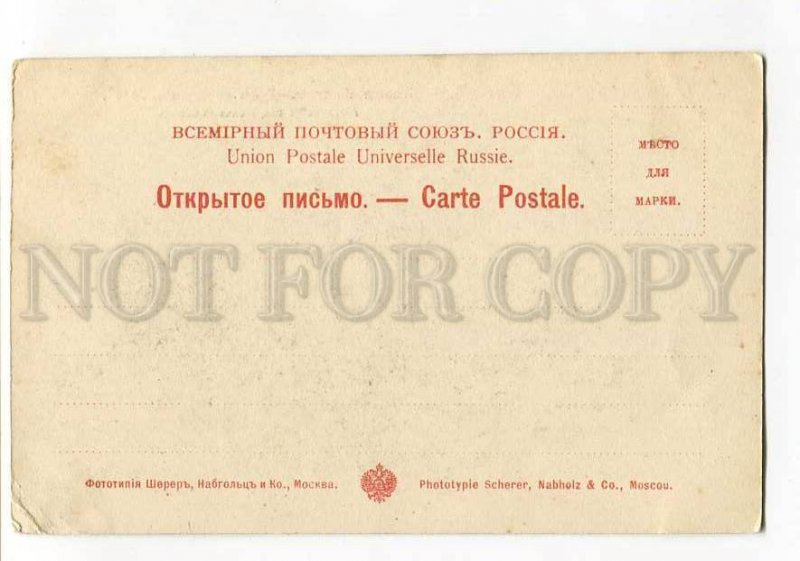 ВСЕМІРНЫЙ ПОЧТОВЫЙ СОЮЗЪ. РОССІЯ.
Union Postale Universelle Russie.
Открытое письмо. — Carte Postale.
МѢСТО
ДЛЯ
МАРКИ.
NOT FOR COPY
Фототипія Шереръ, Набгольцъ и Ко., Москва.
Phototypie Scherer, Nabholz & Co., Moscou.